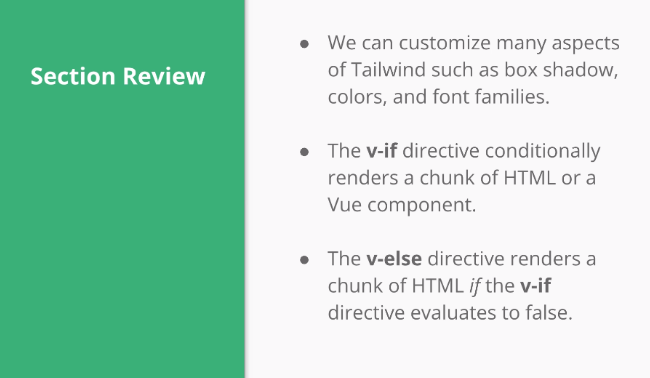 Section Review
● We can customize many aspects
of Tailwind such as box shadow,
colors, and font families.
● The v-if directive conditionally
renders a chunk of HTML or a
Vue component.
● The v-else directive renders a
chunk of HTML if the v-if
directive evaluates to false.